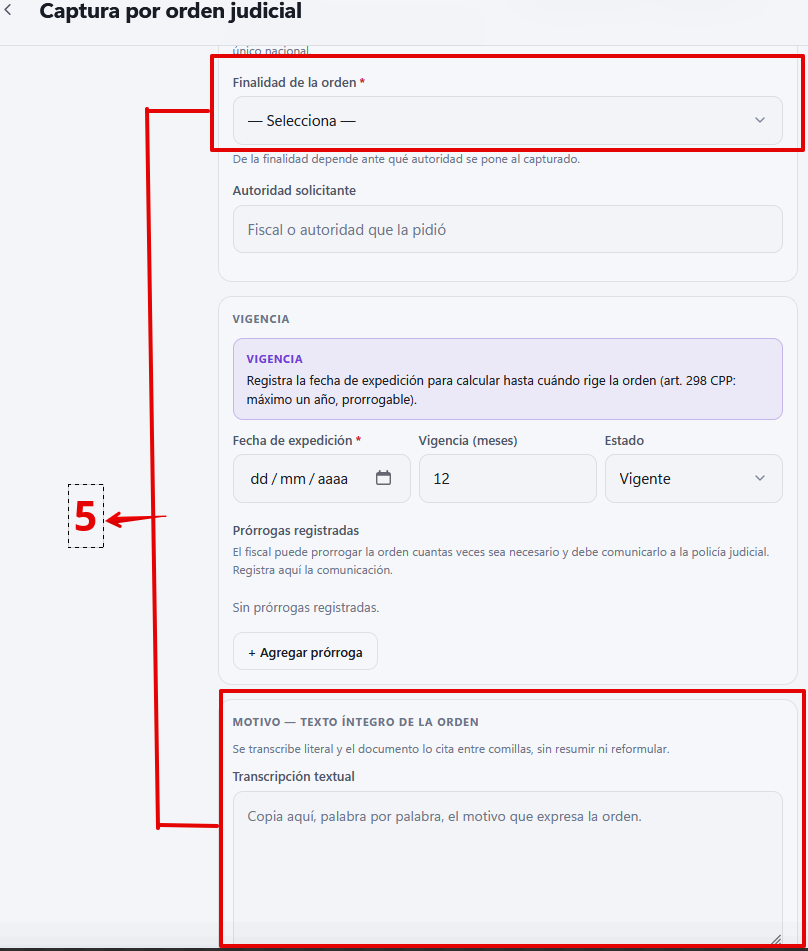 Captura por orden judicial
único nacional
Finalidad de la orden *
— Selecciona —
De la finalidad depende ante qué autoridad se pone al capturado.
Autoridad solicitante
Fiscal o autoridad que la pidió
VIGENCIA
VIGENCIA
Registra la fecha de expedición para calcular hasta cuándo rige la orden (art. 298 CPP:
máximo un año, prorrogable).
Fecha de expedición * Vigencia (meses) Estado
dd / mm / aaaa 12 Vigente
5
Prórrogas registradas
El fiscal puede prorrogar la orden cuantas veces sea necesario y debe comunicarlo a la policía judicial.
Registra aquí la comunicación.
Sin prórrogas registradas.
+ Agregar prórroga
MOTIVO — TEXTO ÍNTEGRO DE LA ORDEN
Se transcribe literal y el documento lo cita entre comillas, sin resumir ni reformular.
Transcripción textual
Copia aquí, palabra por palabra, el motivo que expresa la orden.